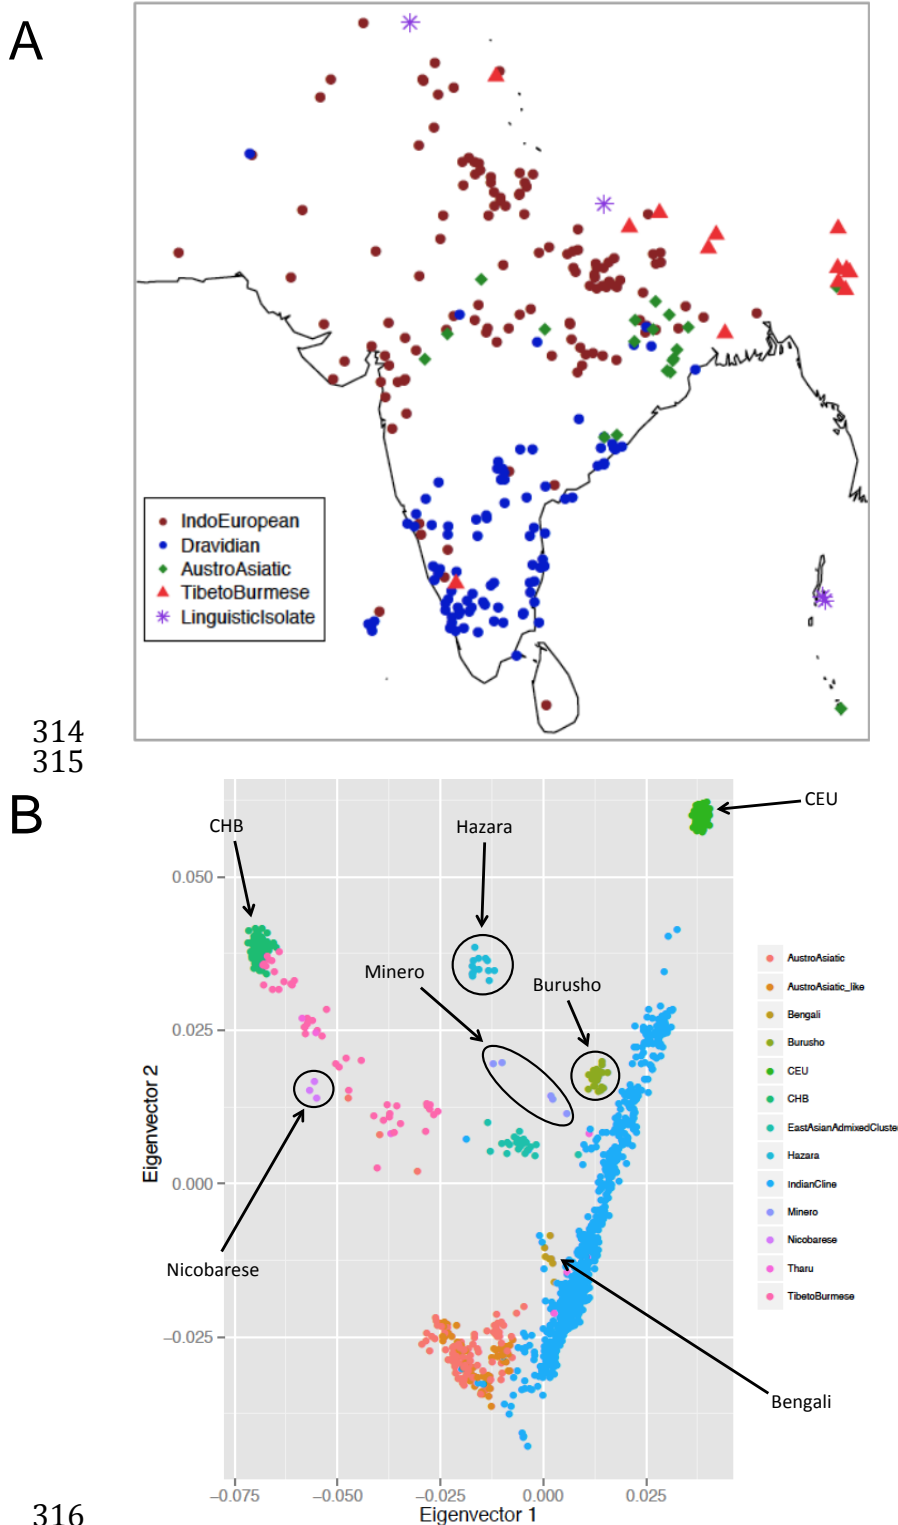 A
IndoEuropean
Dravidian
AustroAsiatic
TibetoBurmese
LinguisticIsolate
314
315
B
CEU
CHB
Hazara
0.050
Minero
Burusho
0.025
Eigenvector 2
0.000
Nicobarese
−0.025
Bengali
AustroAsiatic
AustroAsiatic_like
Bengali
Burusho
CEU
CHB
EastAsianAdmixedCluste
Hazara
IndianCline
Minero
Nicobarese
Tharu
TibetoBurmese
−0.075 −0.050 −0.025 0.000 0.025
Eigenvector 1
316